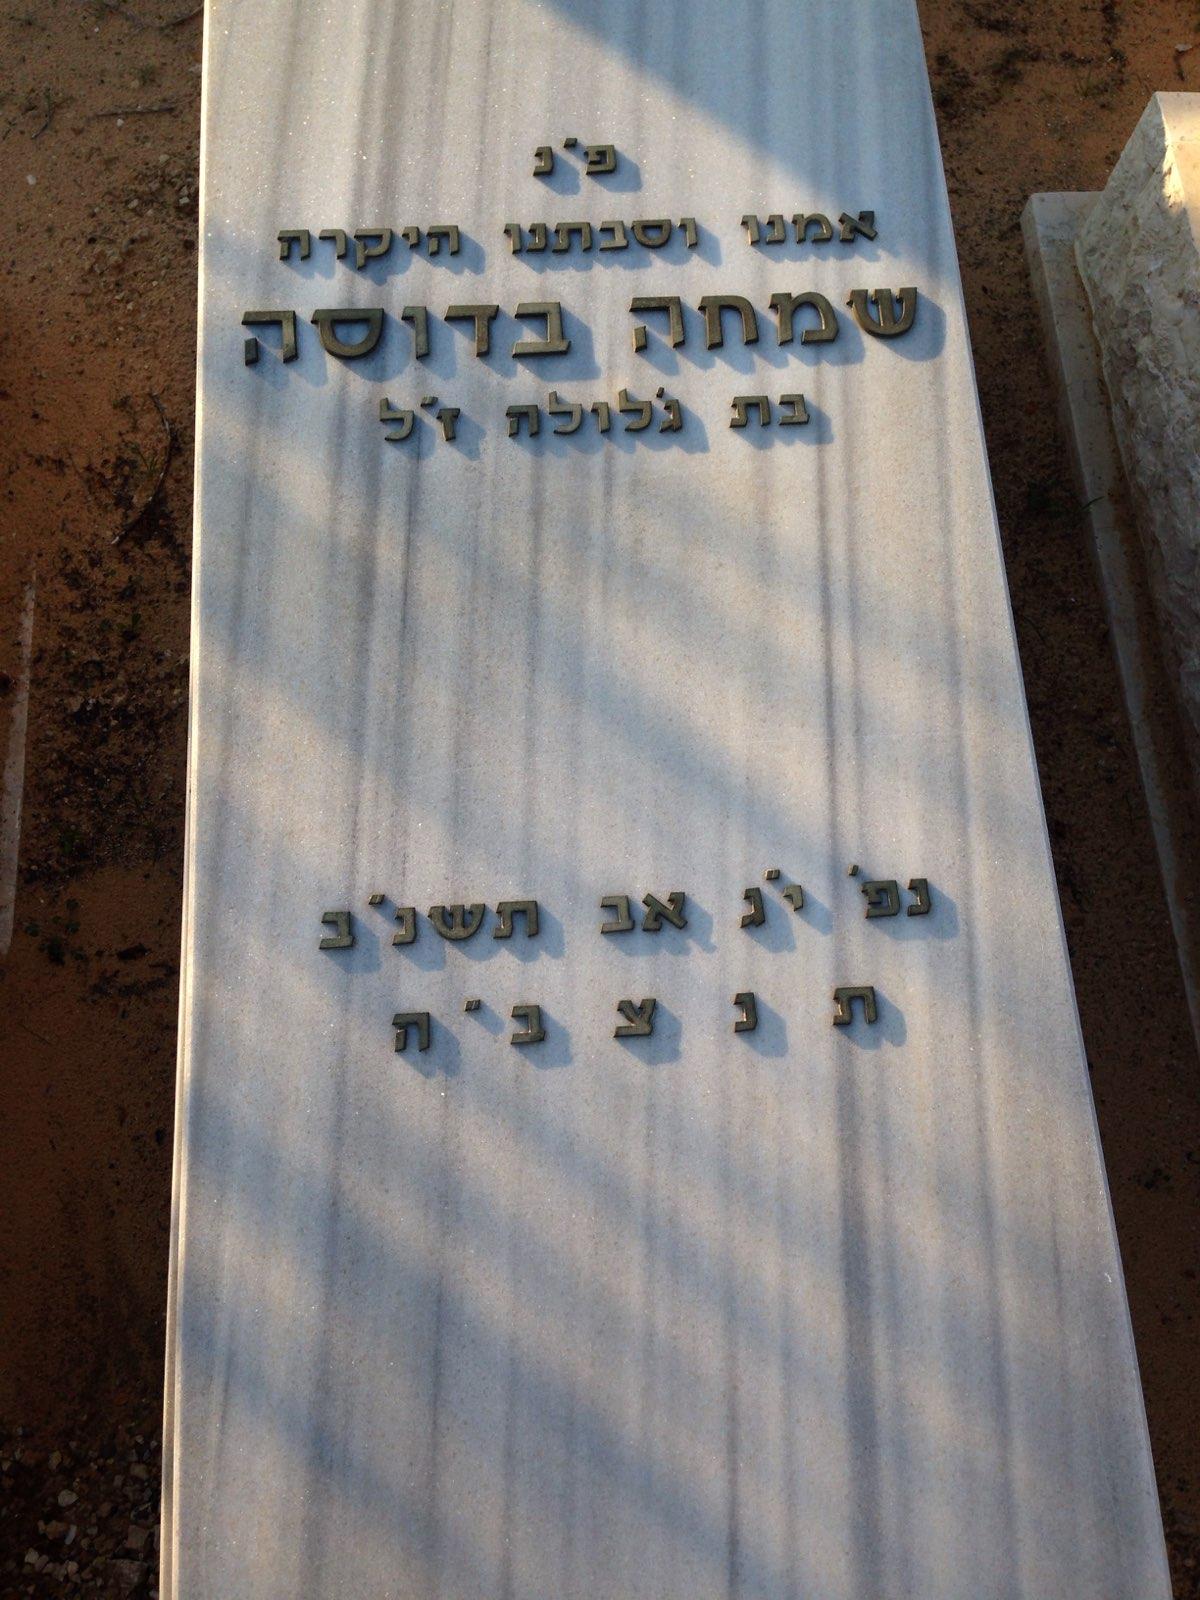 פ"נ
אמנו וסבתנו היקרה
שמחה בדוסה
בת ג'לולה ז"ל
נפ' י"ג אב תשנ"ב
ת נ צ ב " ה